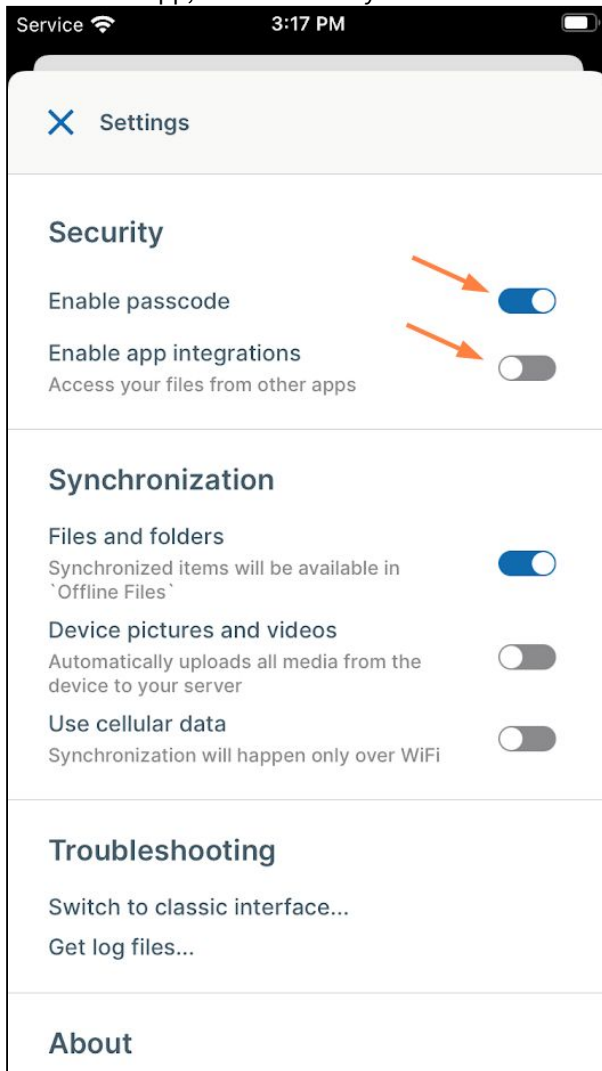 Service 3:17 PM
Settings
Security
Enable passcode
Enable app integrations
Access your files from other apps
Synchronization
Files and folders
Synchronized items will be available in
`Offline Files`
Device pictures and videos
Automatically uploads all media from the
device to your server
Use cellular data
Synchronization will happen only over WiFi
Troubleshooting
Switch to classic interface...
Get log files...
About